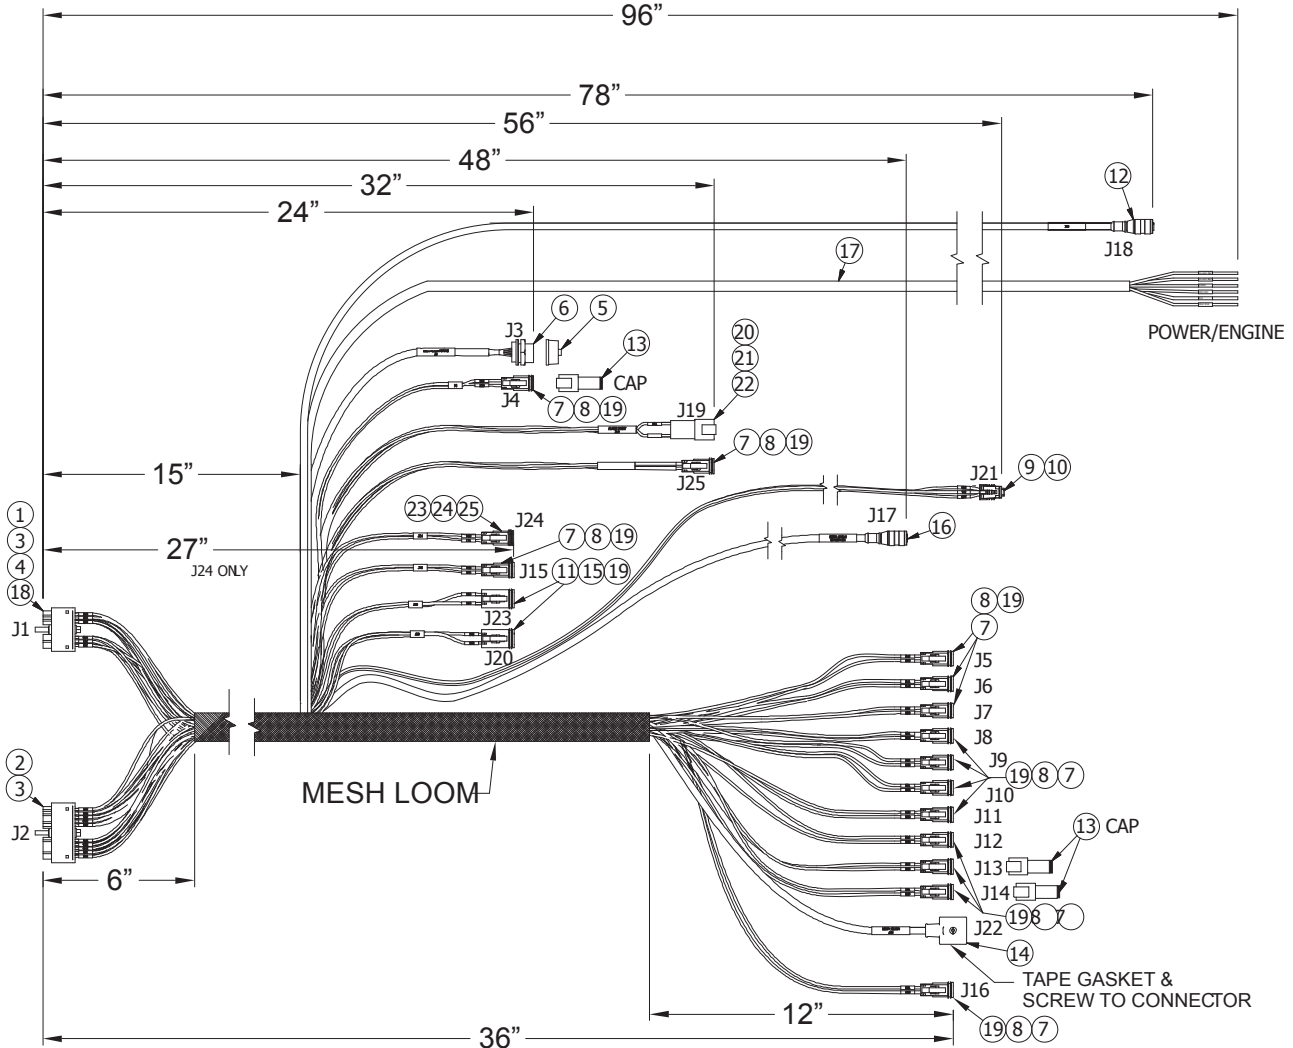 96”
78”
56”
48”
32”
24”
12
J18
17
POWER/ENGINE
J3
6
5
13
CAP
20
21
22
J4
7 8 19
J19
7 8 19
J25
15”
J21
9 10
23 24 25
J24
J17
16
1
3
4
18
27”
J24 ONLY
7 8 19
J15
11 15 19
J23
J1
J20
8 19
7
J5
J6
J7
J8
J9
2
3
MESH LOOM
19 8 7
J10
J11
J2
J12
13 CAP
J13
6”
J14
19 8 7
J22
14
TAPE GASKET &
SCREW TO CONNECTOR
J16
12”
19 8 7
36”